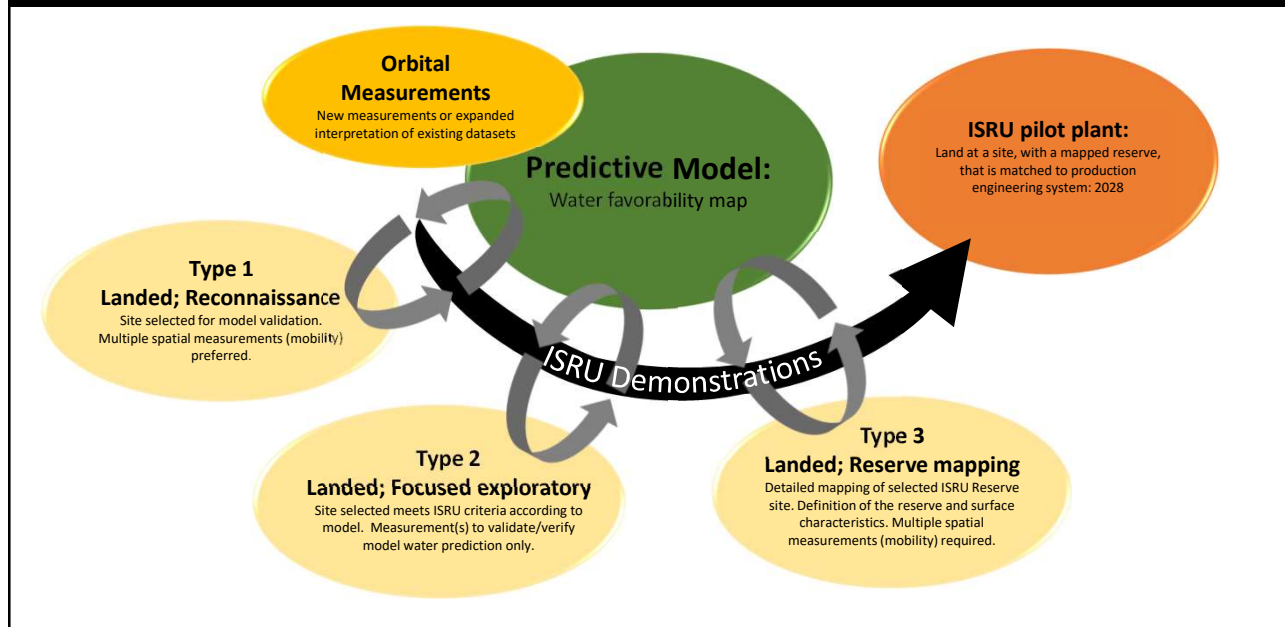 Orbital
Measurements
New measurements or expanded
interpretation of existing datasets
Predictive Model:
Water favorability map
ISRU pilot plant:
Land at a site, with a mapped reserve,
that is matched to production
engineering system: 2028
Type 1
Landed; Reconnaissance
Site selected for model validation.
Multiple spatial measurements (mobility)
preferred.
ISRU Demonstrations
Type 2
Landed; Focused exploratory
Site selected meets ISRU criteria according to
model. Measurement(s) to validate/verify
model water prediction only.
Type 3
Landed; Reserve mapping
Detailed mapping of selected ISRU Reserve
site. Definition of the reserve and surface
characteristics. Multiple spatial
measurements (mobility) required.